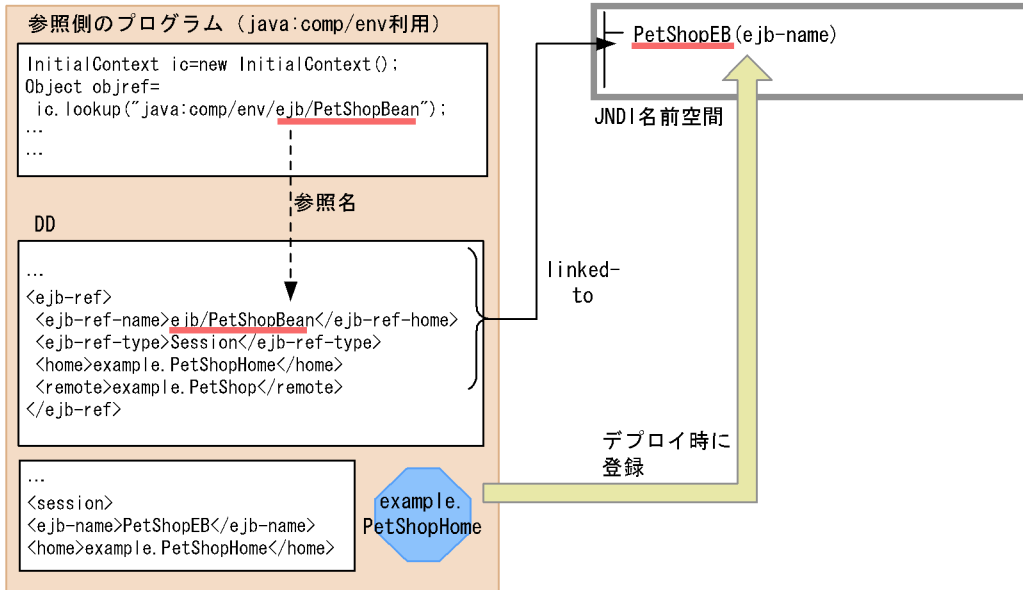 参照側のプログラム（java:comp/env利用）
InitialContext ic=new InitialContext();
Object objref=
ic.lookup("java:comp/env/ejb/PetShopBean");
...
...
参照名
DD
...
<ejb-ref>
<ejb-ref-name>ejb/PetShopBean</ejb-ref-home>
<ejb-ref-type>Session</ejb-ref-type>
<home>example.PetShopHome</home>
<remote>example.PetShop</remote>
</ejb-ref>
...
<session>
<ejb-name>PetShopEB</ejb-name>
<home>example.PetShopHome</home>
example.
PetShopHome
linked-
to
PetShopEB(ejb-name)
JNDI名前空間
デプロイ時に
登録